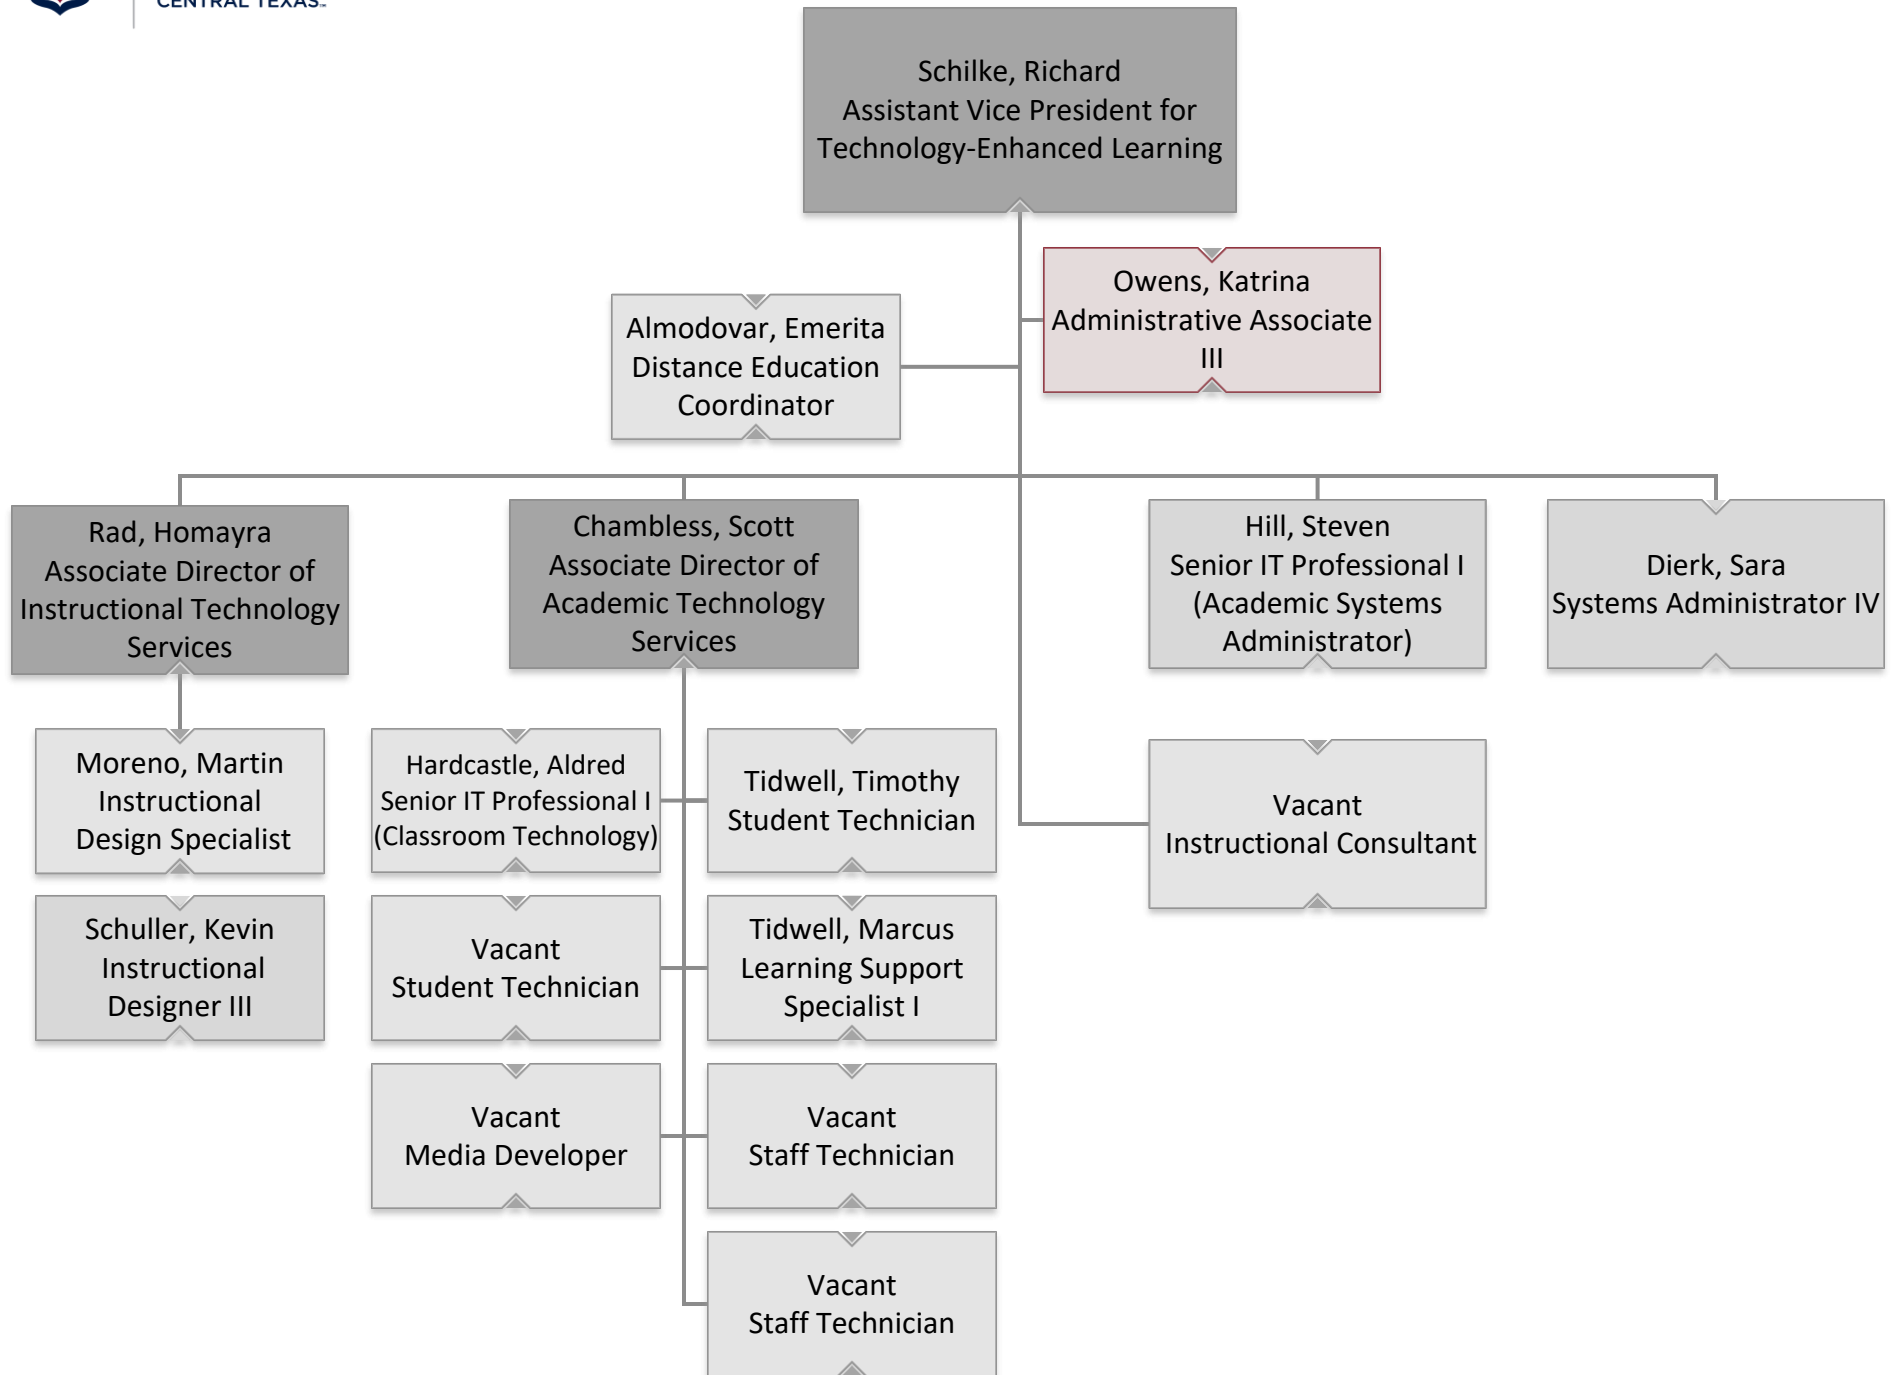 CENTRAL TEXAS
Schilke, Richard
Assistant Vice President for
Technology-Enhanced Learning
Owens, Katrina
Administrative Associate
III
Almodovar, Emerita
Distance Education
Coordinator
Rad, Homayra
Associate Director of
Instructional Technology
Services
Chambless, Scott
Associate Director of
Academic Technology
Services
Hill, Steven
Senior IT Professional I
(Academic Systems
Administrator)
Dierk, Sara
Systems Administrator IV
Moreno, Martin
Instructional
Design Specialist
Hardcastle, Aldred
Senior IT Professional I
(Classroom Technology)
Tidwell, Timothy
Student Technician
Vacant
Instructional Consultant
Schuller, Kevin
Instructional
Designer III
Vacant
Student Technician
Tidwell, Marcus
Learning Support
Specialist I
Vacant
Media Developer
Vacant
Staff Technician
Vacant
Staff Technician